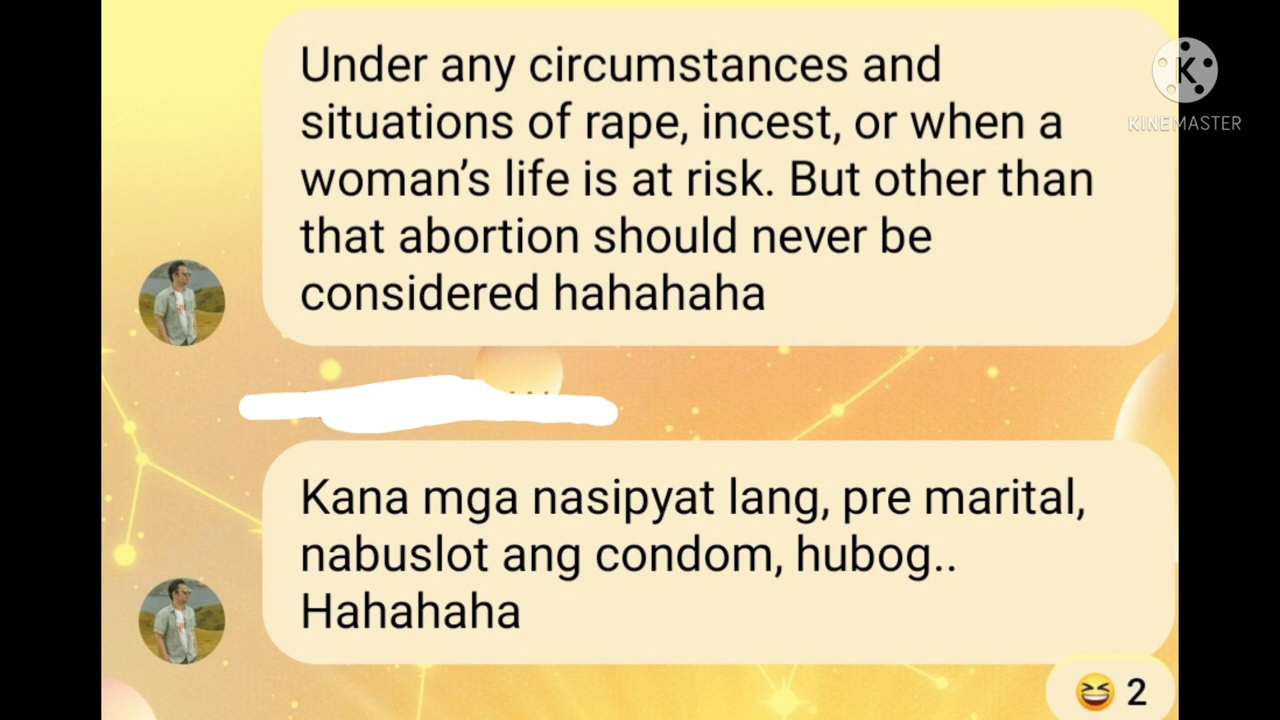 Under any circumstances and
situations of rape, incest, or when a
woman's life is at risk. But other than
that abortion should never be
considered hahahaha
Kana mga nasipyat lang, pre marital,
nabuslot ang condom, hubog..
Hahahaha
2
K
KINEMASTER